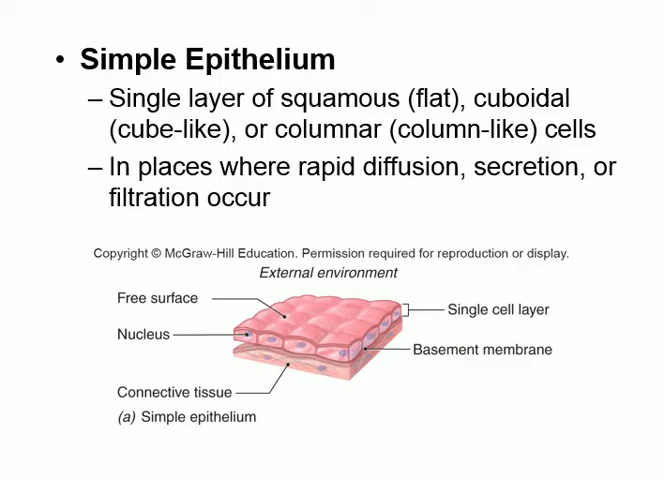 • Simple Epithelium
– Single layer of squamous (flat), cuboidal
(cube-like), or columnar (column-like) cells
– In places where rapid diffusion, secretion, or
filtration occur
Copyright © McGraw-Hill Education. Permission required for reproduction or display.
External environment
Free surface
Single cell layer
Nucleus
Basement membrane
Connective tissue
(a) Simple epithelium